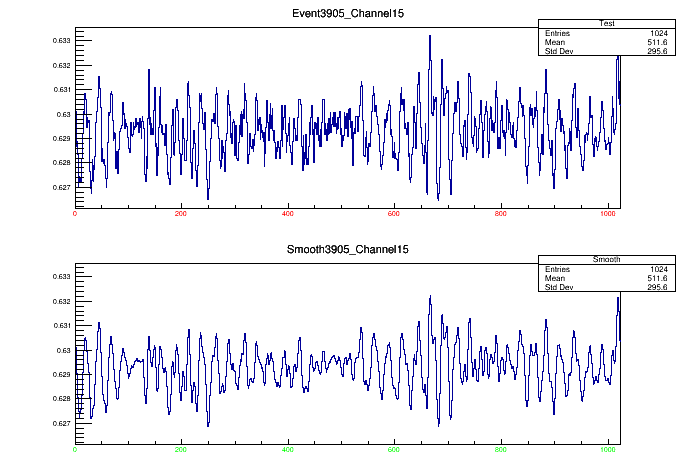 Event3905_Channel15
Test
Entries 1024
Mean 511.6
Std Dev 295.6
0.633
0.632
0.631
0.63
0.629
0.628
0.627
0 200 400 600 800 1000
Smooth3905_Channel15
Smooth
Entries 1024
Mean 511.6
Std Dev 295.6
0.633
0.632
0.631
0.63
0.629
0.628
0.627
0 200 400 600 800 1000